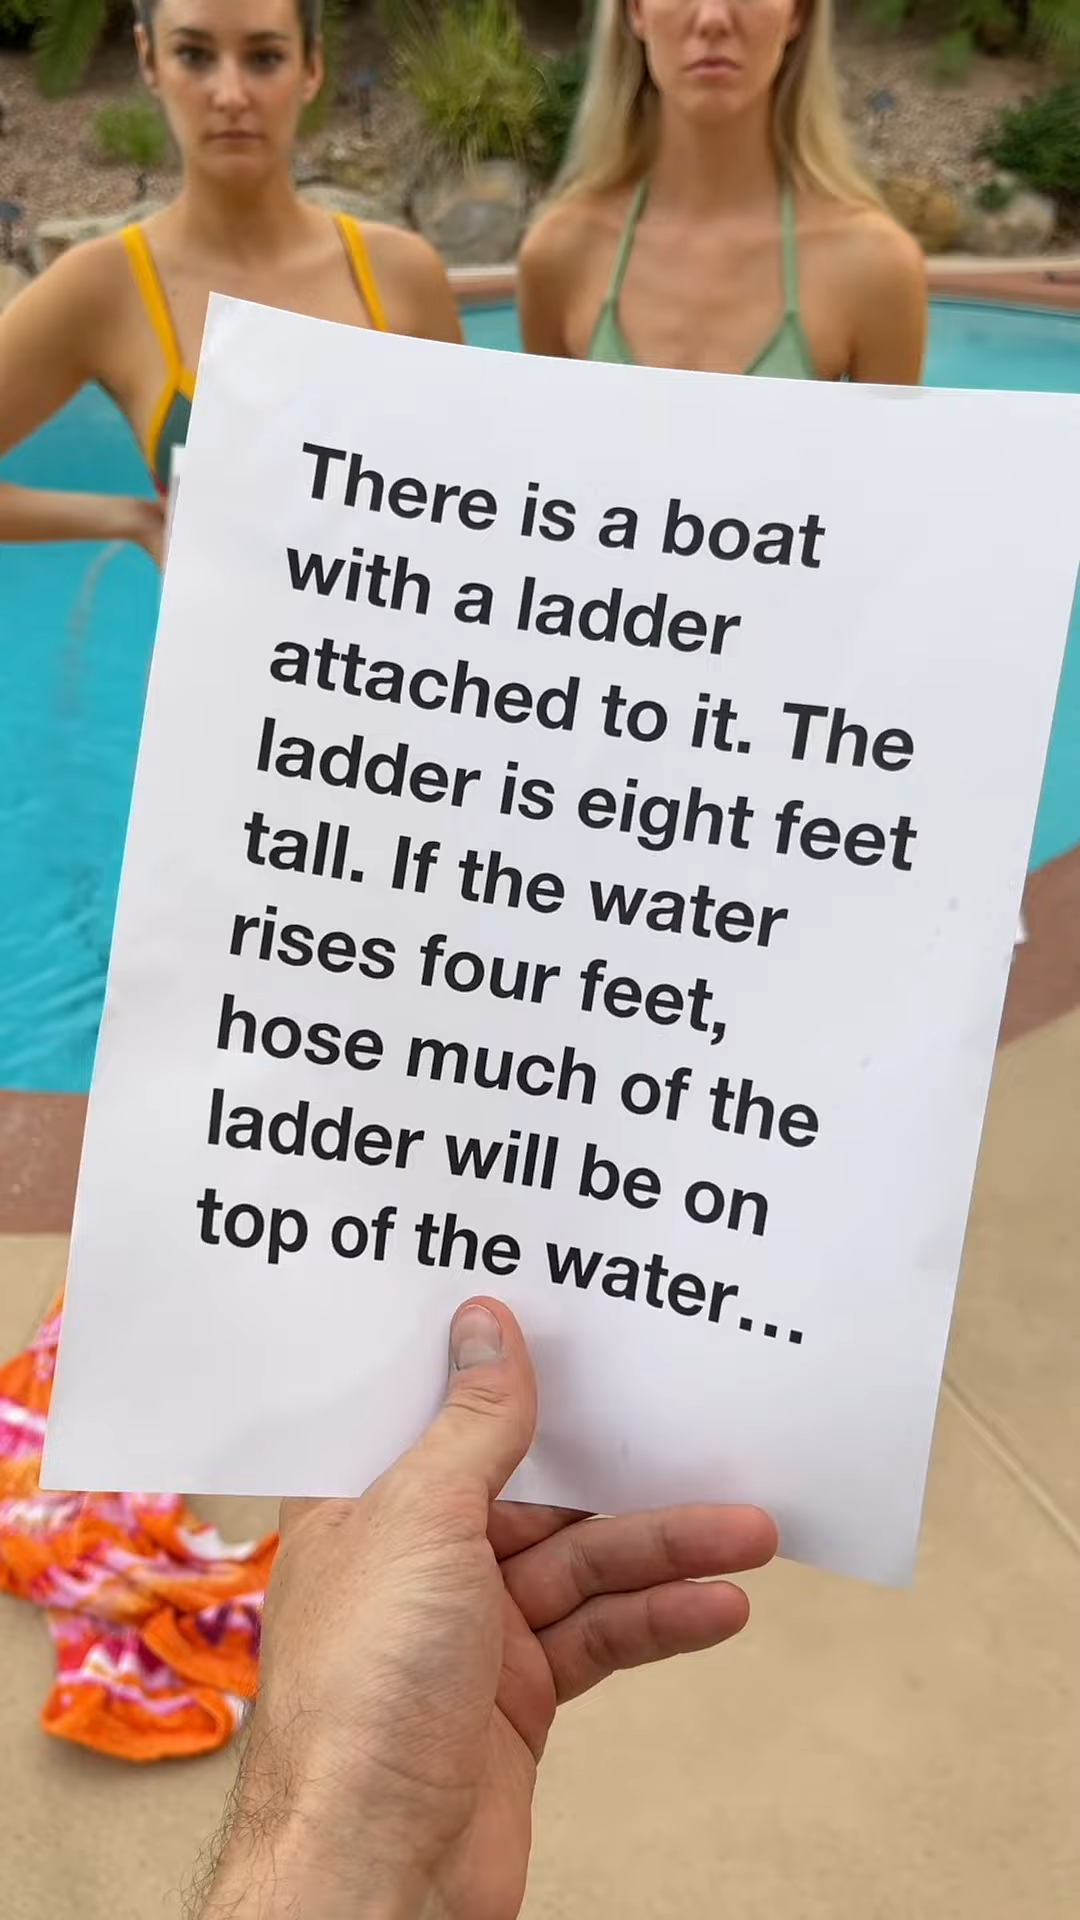 There is a boat
with a ladder
attached to it. The
ladder is eight feet
tall. If the water
rises four feet,
hose much of the
ladder will be on
top of the water...